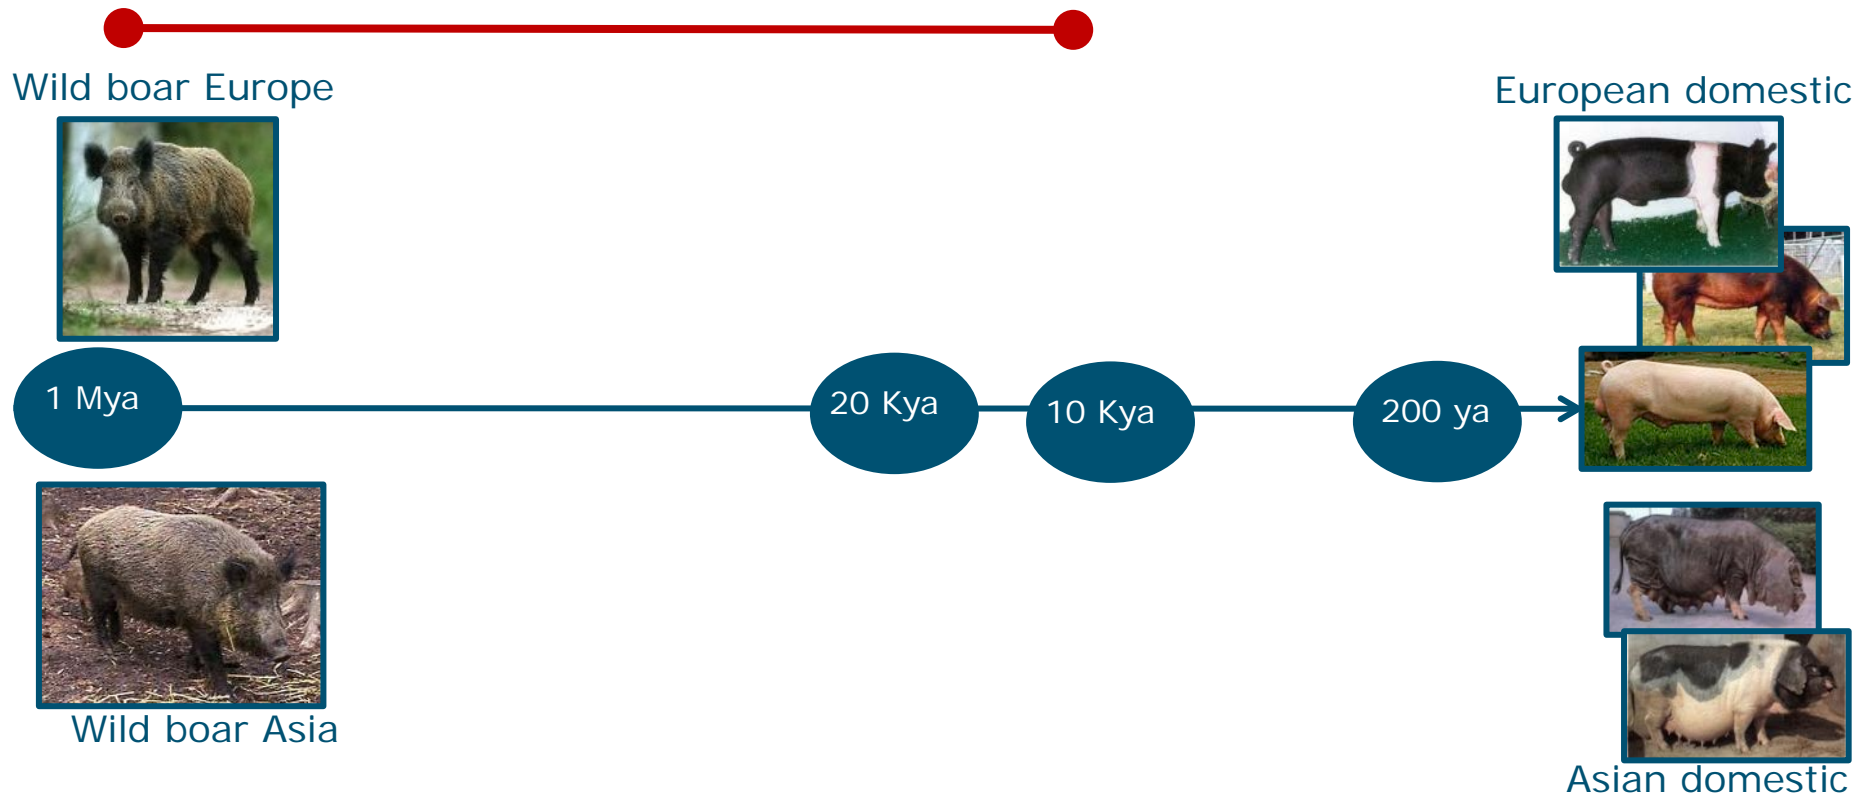 Wild boar Europe
European domestic
1 Mya
20 Kya
10 Kya
200 ya
Wild boar Asia
Asian domestic